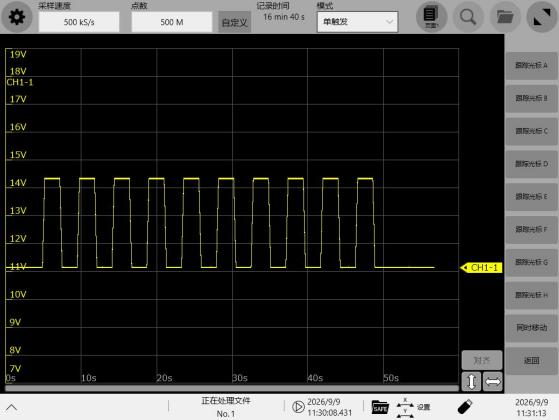 采样速度
点数
记录时间
模式
500 kS/s
500 M
自定义
16 min 40 s
单触发
19V
18V
CH1-1
17V
16V
15V
14V
13V
12V
11V
10V
9V
8V
7V
0s
10s
20s
30s
40s
50s
CH1-1
跟踪光标 A
跟踪光标 B
跟踪光标 C
跟踪光标 D
跟踪光标 E
跟踪光标 F
跟踪光标 G
跟踪光标 H
同时移动
对齐
返回
正在处理文件
No. 1
2026/9/9
11:30:08.431
SAFE
X
Y
设置
2026/9/9
11:31:13